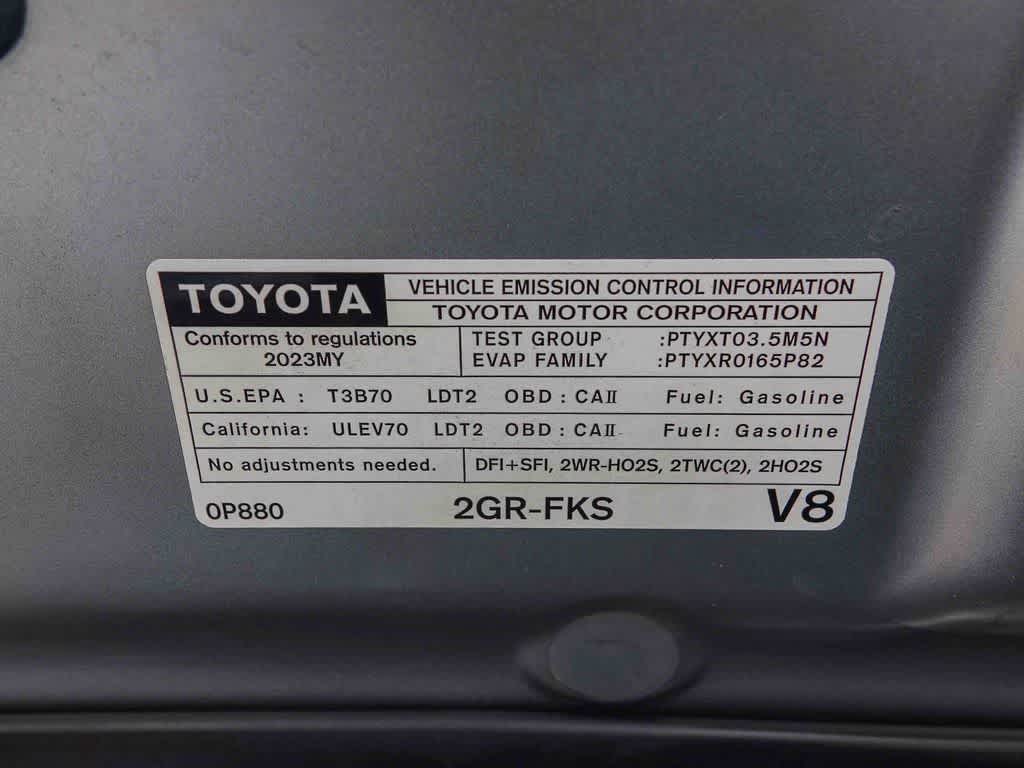 TOYOTA
VEHICLE EMISSION CONTROL INFORMATION
TOYOTA MOTOR CORPORATION
Conforms to regulations
2023MY
TEST GROUP :PTYXT03.5M5N
EVAP FAMILY :PTYXR0165P82
U.S.EPA : T3B70 LDT2 OBD : CAII Fuel: Gasoline
California: ULEV70 LDT2 OBD : CAII Fuel: Gasoline
No adjustments needed.
DFI+SFI, 2WR-HO2S, 2TWC(2), 2HO2S
0P880 2GR-FKS V8